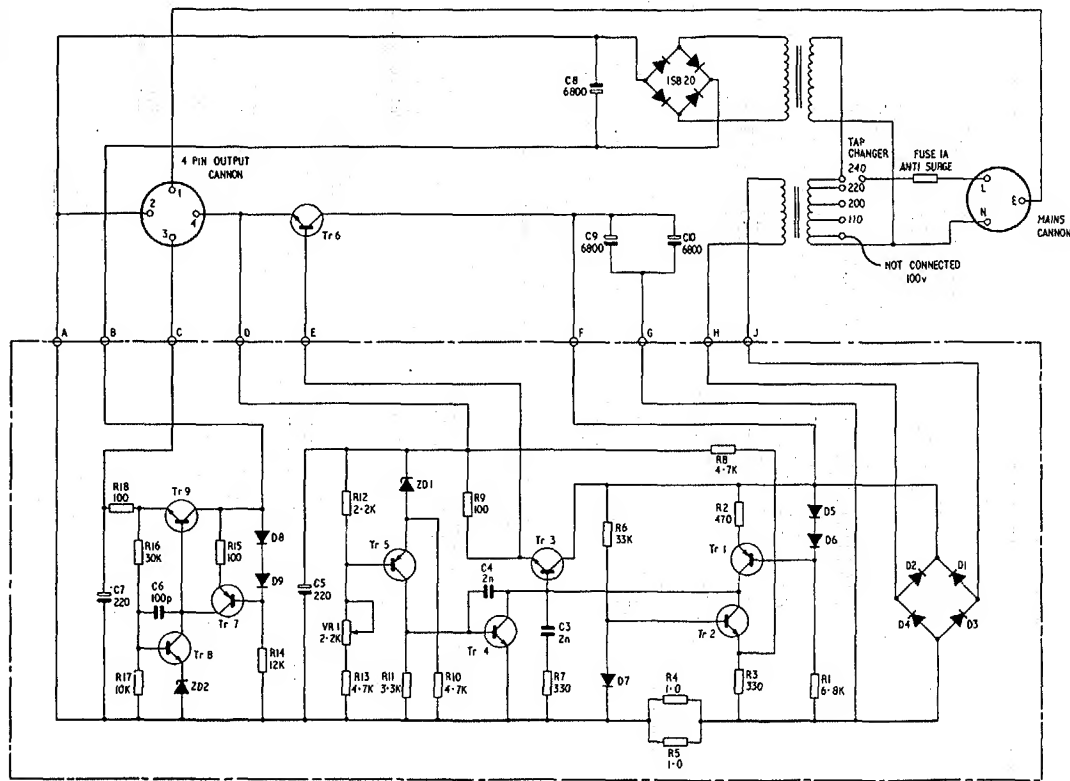 C8
6800
ISB20
4 PIN OUTPUT
CANNON
1
2
3
4
TAP
CHANGER
240
220
200
110
FUSE 1A
ANTI SURGE
L
E
N
MAINS
CANNON
NOT CONNECTED
100v
Tr 6
C9
6800
C10
6800
A
B
C
D
E
F
G
H
J
R18
100
Tr 9
R16
30K
R15
100
D8
D9
C7
220
C6
100p
Tr 7
Tr 8
R14
12K
R17
10K
ZD2
R12
2·2K
ZD1
C5
220
Tr 5
VR1
2·2K
R13
4·7K
R11
3·3K
R10
4·7K
C4
2n
Tr 4
R9
100
Tr 3
C3
2n
R7
330
R8
4·7K
R6
33K
R2
470
Tr 1
D5
D6
Tr 2
D7
R3
330
R1
6·8K
R4
1·0
R5
1·0
D2
D1
D4
D3